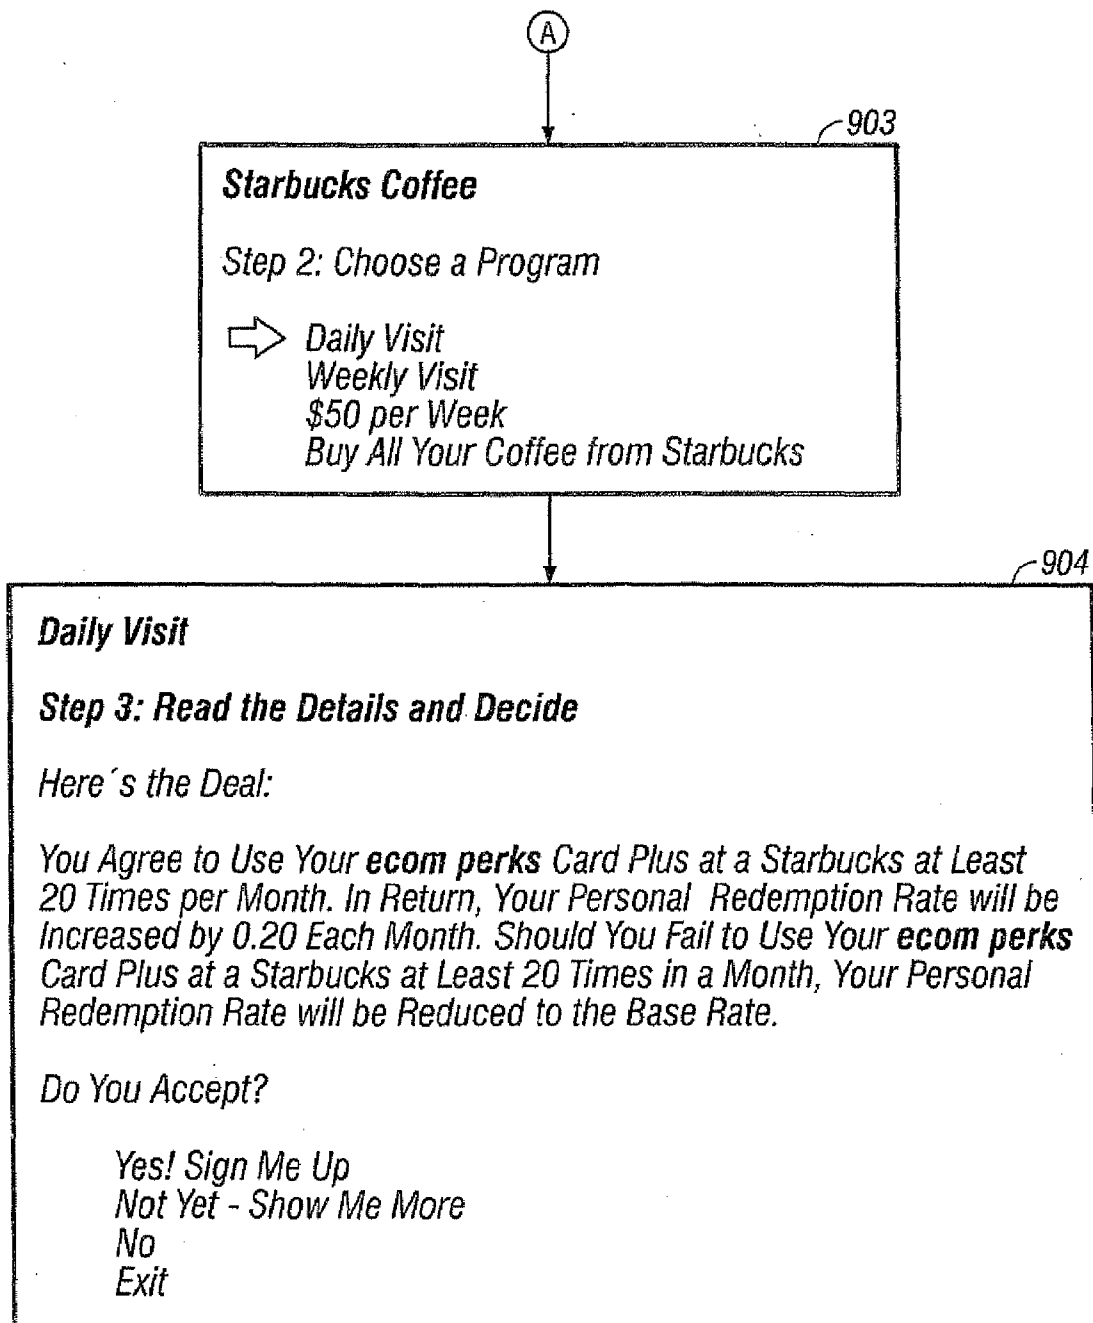 A
903
Starbucks Coffee
Step 2: Choose a Program
Daily Visit
Weekly Visit
$50 per Week
Buy All Your Coffee from Starbucks
904
Daily Visit
Step 3: Read the Details and Decide
Here´s the Deal:
You Agree to Use Your ecom perks Card Plus at a Starbucks at Least
20 Times per Month. In Return, Your Personal Redemption Rate will be
Increased by 0.20 Each Month. Should You Fail to Use Your ecom perks
Card Plus at a Starbucks at Least 20 Times in a Month, Your Personal
Redemption Rate will be Reduced to the Base Rate.
Do You Accept?
Yes! Sign Me Up
Not Yet - Show Me More
No
Exit